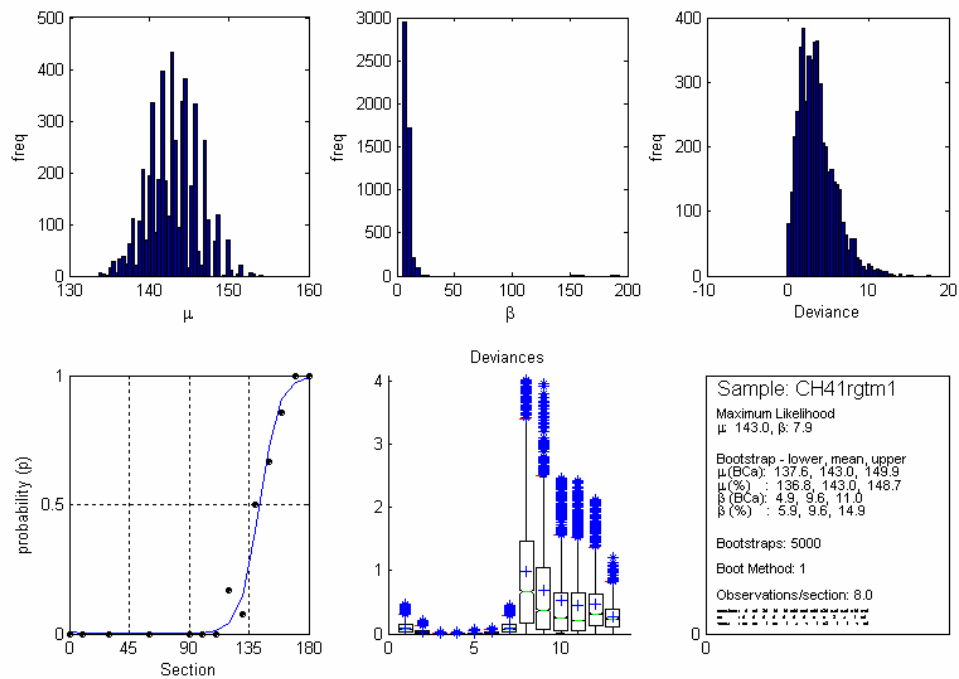 500
400
300
200
100
0
freq
130 140 150 160
μ
3000
2500
2000
1500
1000
500
0
freq
0 50 100 150 200
β
400
300
200
100
0
freq
-10 0 10 20
Deviance
1
0.5
0
probability (p)
0 45 90 135 180
Section
Deviances
4
3
2
1
0
0 5 10
Sample: CH41rgtm1
Maximum Likelihood
μ: 143.0, β: 7.9
Bootstrap - lower, mean, upper
μ(BCa): 137.6, 143.0, 149.9
μ(%) : 136.8, 143.0, 148.7
β(BCa): 4.9, 9.6, 11.0
β(%) : 5.9, 9.6, 14.9
Bootstraps: 5000
Boot Method: 1
Observations/section: 8.0
0
0